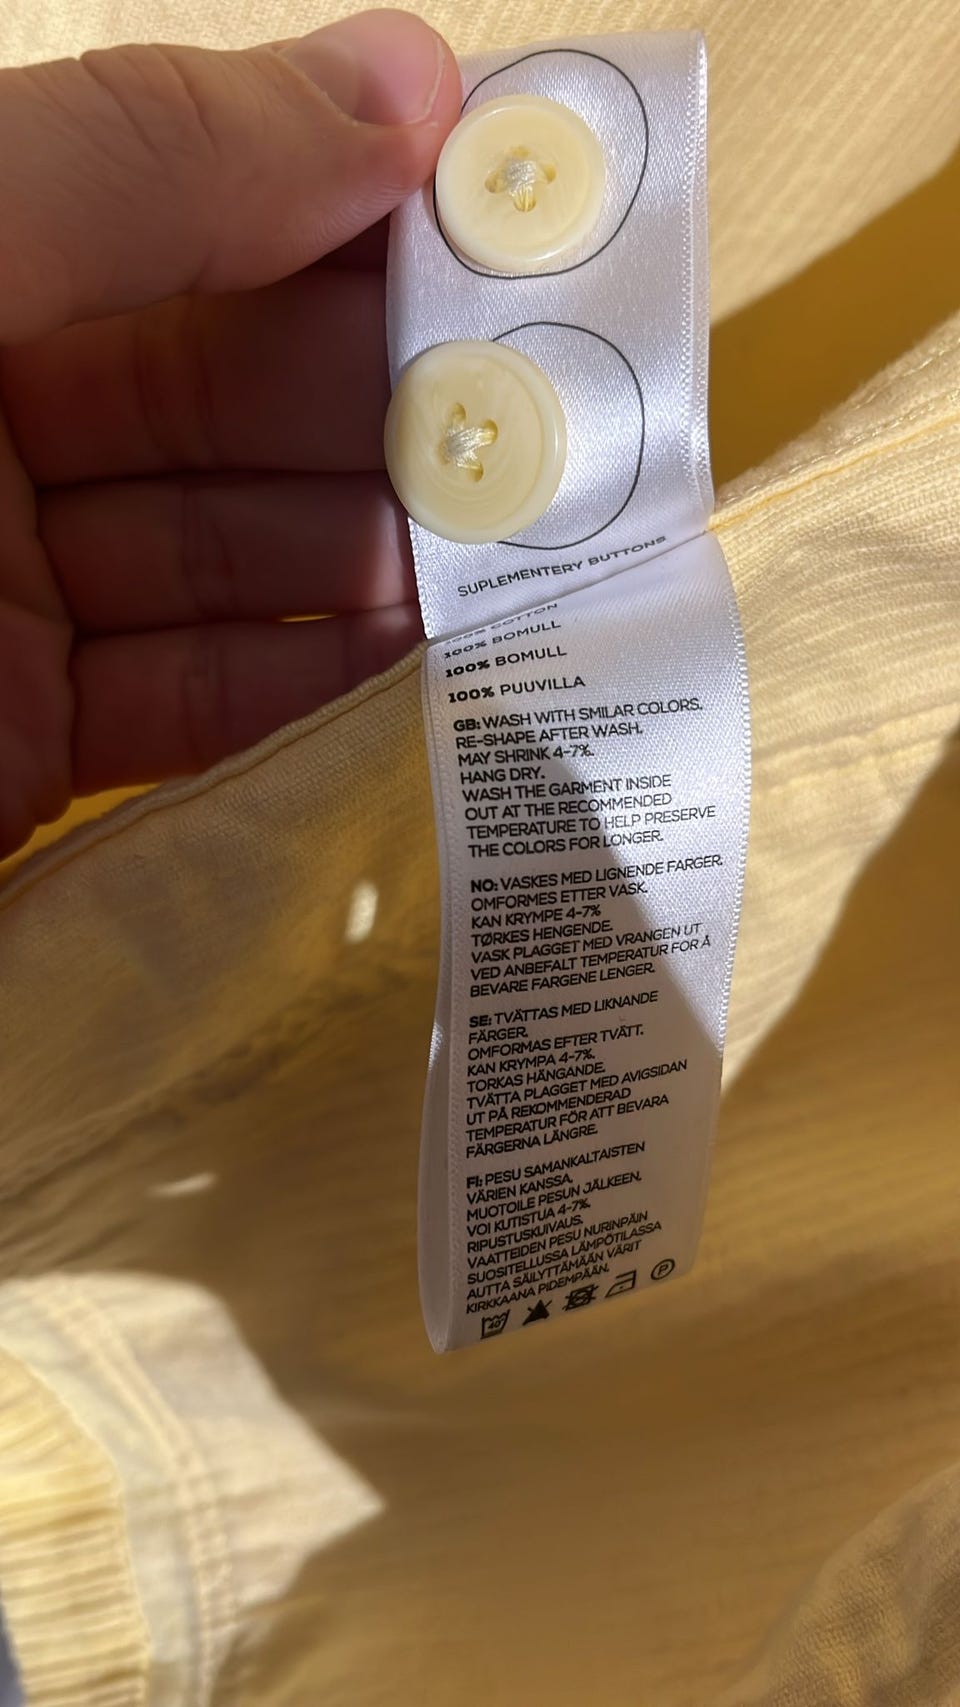 SUPLEMENTERY BUTTONS
100% COTTON
100% BOMULL
100% BOMULL
100% PUUVILLA
GB: WASH WITH SMILAR COLORS.
RE-SHAPE AFTER WASH.
MAY SHRINK 4-7%.
HANG DRY.
WASH THE GARMENT INSIDE
OUT AT THE RECOMMENDED
TEMPERATURE TO HELP PRESERVE
THE COLORS FOR LONGER.
NO: VASKES MED LIGNENDE FARGER.
OMFORMES ETTER VASK.
KAN KRYMPE 4-7%
TØRKES HENGENDE.
VASK PLAGGET MED VRANGEN UT
VED ANBEFALT TEMPERATUR FOR Å
BEVARE FARGENE LENGER.
SE: TVÄTTAS MED LIKNANDE
FÄRGER.
OMFORMAS EFTER TVÄTT.
KAN KRYMPA 4-7%.
TORKAS HÄNGANDE.
TVÄTTA PLAGGET MED AVIGSIDAN
UT PÅ REKOMMENDERAD
TEMPERATUR FÖR ATT BEVARA
FÄRGERNA LÄNGRE.
FI: PESU SAMANKALTAISTEN
VÄRIEN KANSSA.
MUOTOILE PESUN JÄLKEEN.
VOI KUTISTUA 4-7%.
RIPUSTUSKUIVAUS.
VAATTEIDEN PESU NURINPÄIN
SUOSITELLUSSA LÄMPÖTILASSA
AUTTA SÄILYTTÄMÄÄN VÄRIT
KIRKKAANA PIDEMPÄÄN.
40° P